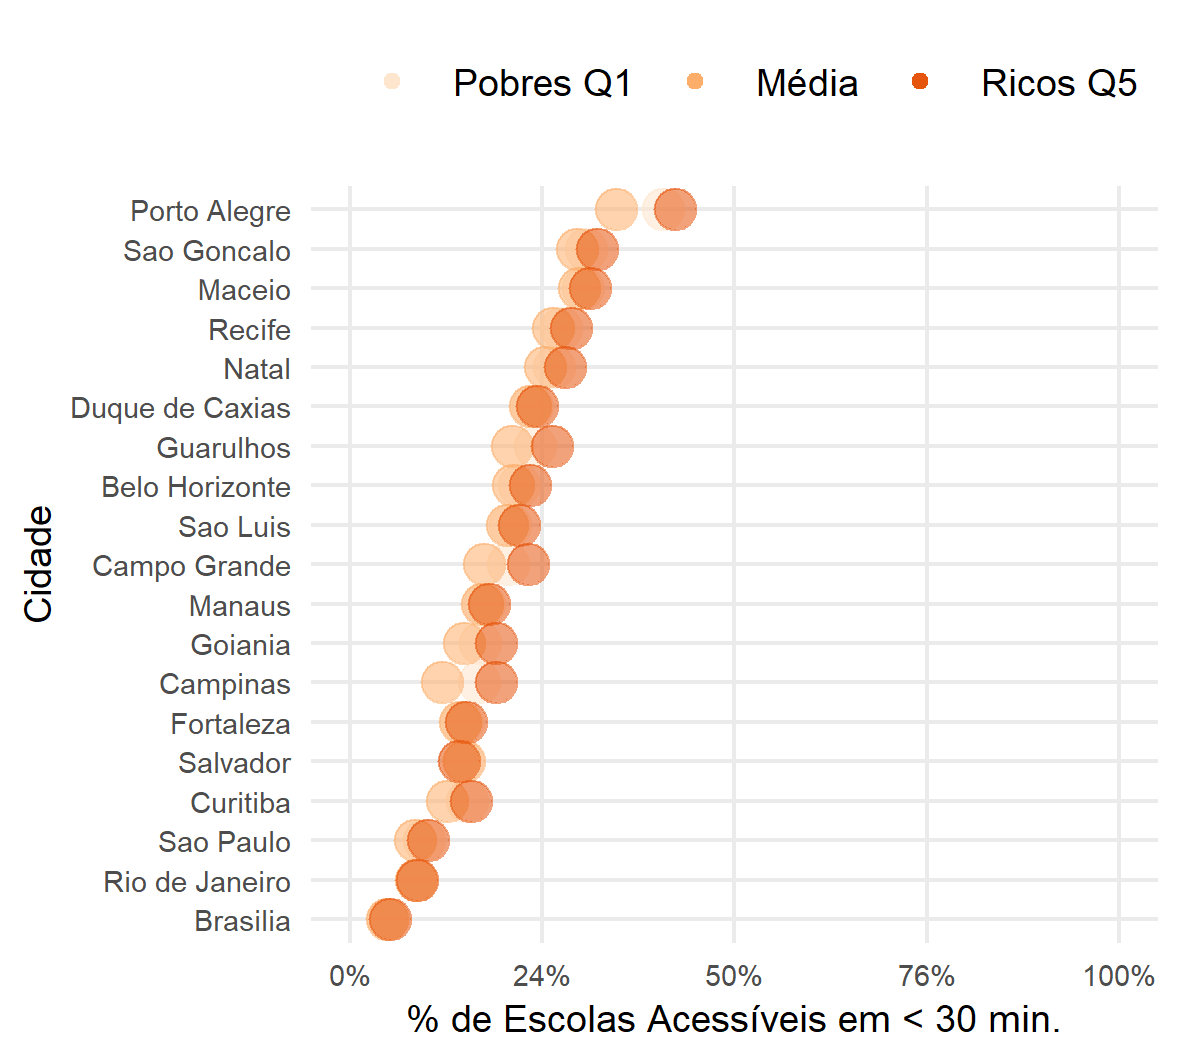 Pobres Q1 Média Ricos Q5
Porto Alegre
Sao Goncalo
Maceio
Recife
Natal
Duque de Caxias
Guarulhos
Belo Horizonte
Sao Luis
Campo Grande
Manaus
Goiania
Campinas
Fortaleza
Salvador
Curitiba
Sao Paulo
Rio de Janeiro
Brasilia
Cidade
0% 24% 50% 76% 100%
% de Escolas Acessíveis em < 30 min.